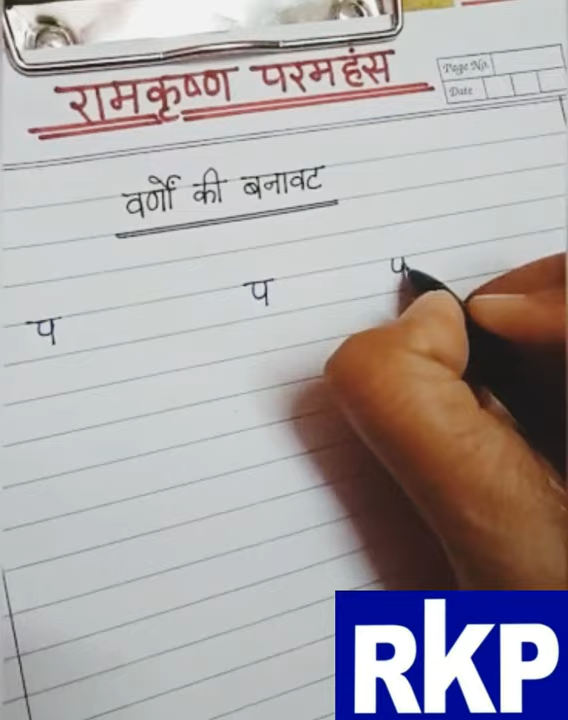 रामकृष्ण परमहंस
Page No.
Date
वर्णों की बनावट
प प प
RKP